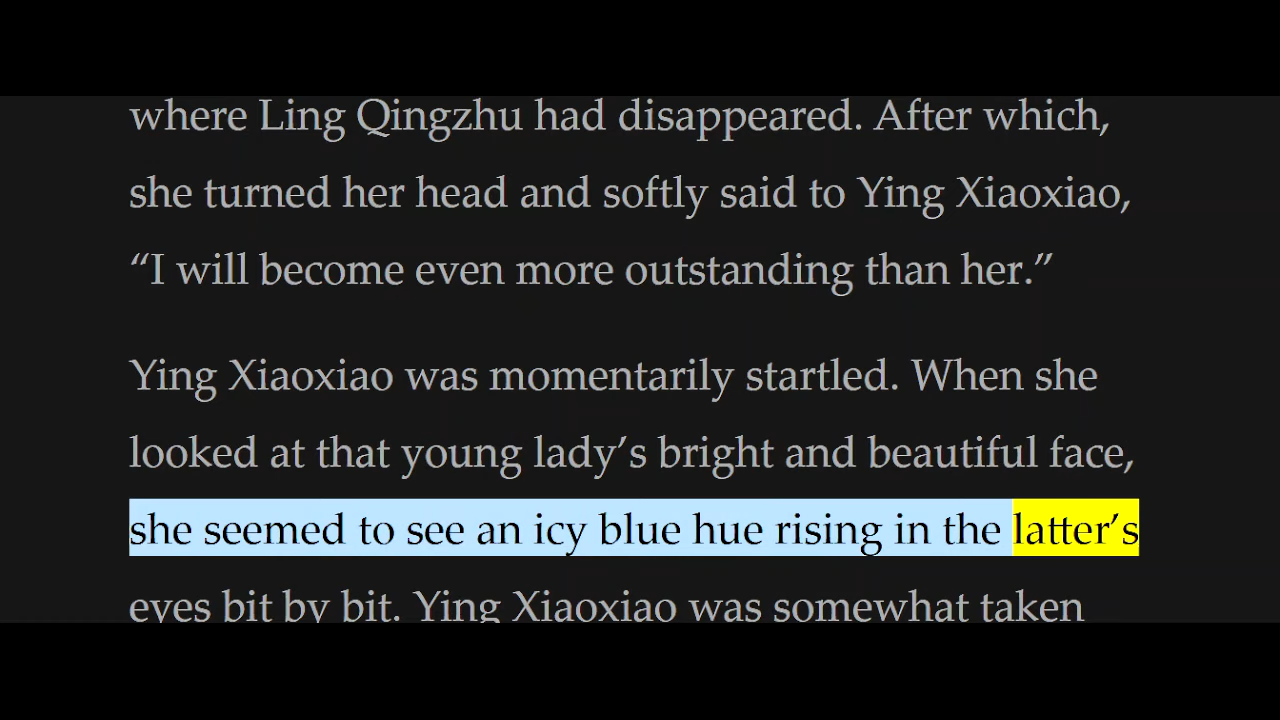 where Ling Qingzhu had disappeared. After which,
she turned her head and softly said to Ying Xiaoxiao,
“I will become even more outstanding than her.”
Ying Xiaoxiao was momentarily startled. When she
looked at that young lady’s bright and beautiful face,
she seemed to see an icy blue hue rising in the latter’s
eyes bit by bit. Ying Xiaoxiao was somewhat taken